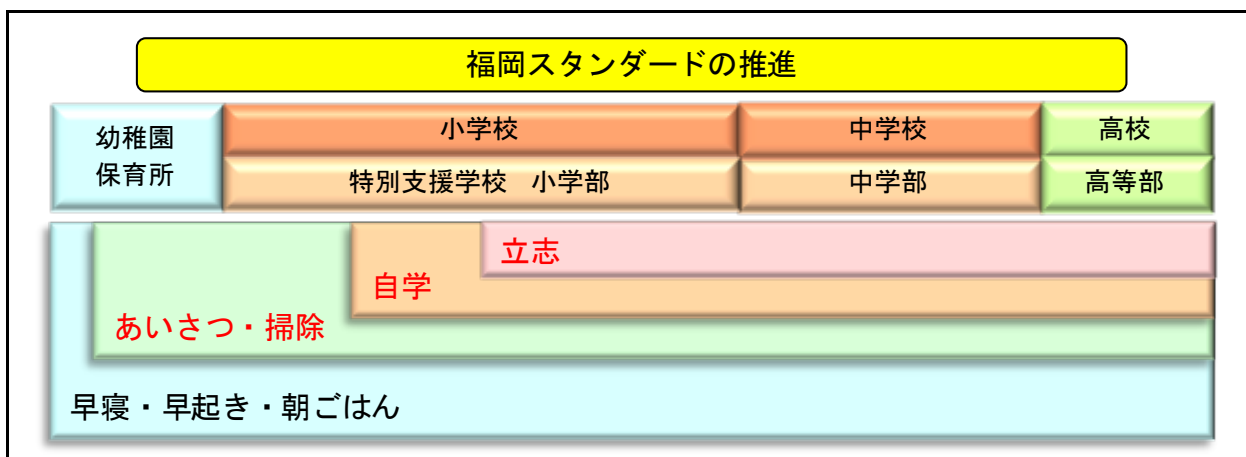 福岡スタンダードの推進
幼稚園
保育所
小学校
中学校
高校
特別支援学校　小学部
中学部
高等部
立志
自学
あいさつ・掃除
早寝・早起き・朝ごはん